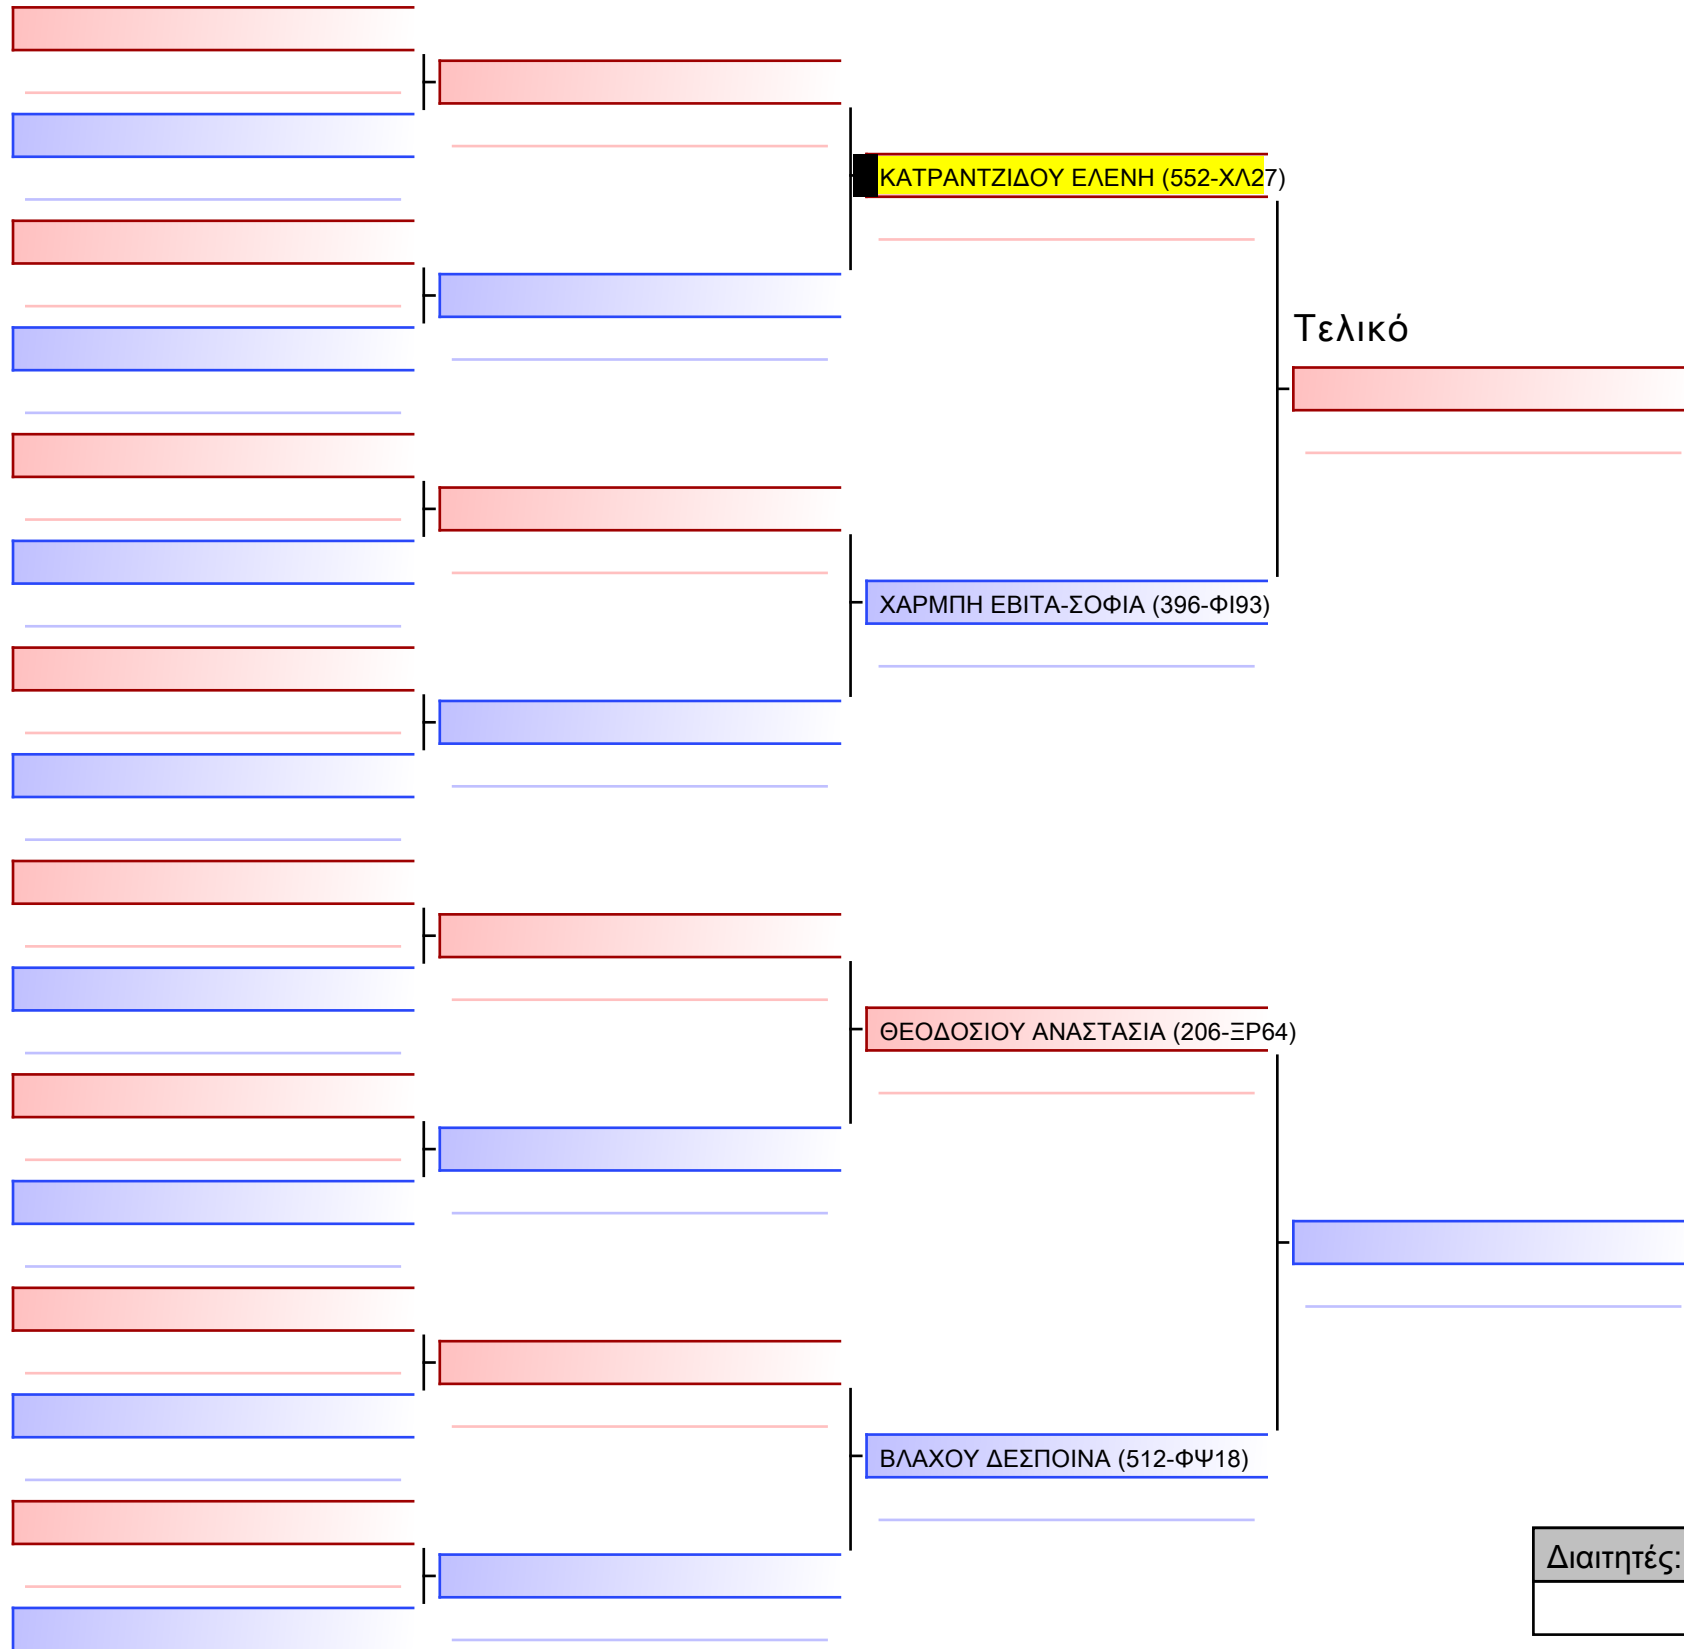 ΚΑΤΡΑΝΤΖΙΔΟΥ ΕΛΕΝΗ (552-ΧΛ27)
Τελικό
ΧΑΡΜΠΗ ΕΒΙΤΑ-ΣΟΦΙΑ (396-ΦΙ93)
ΘΕΟΔΟΣΙΟΥ ΑΝΑΣΤΑΣΙΑ (206-ΞΡ64)
ΒΛΑΧΟΥ ΔΕΣΠΟΙΝΑ (512-ΦΨ18)
Διαιτητές: